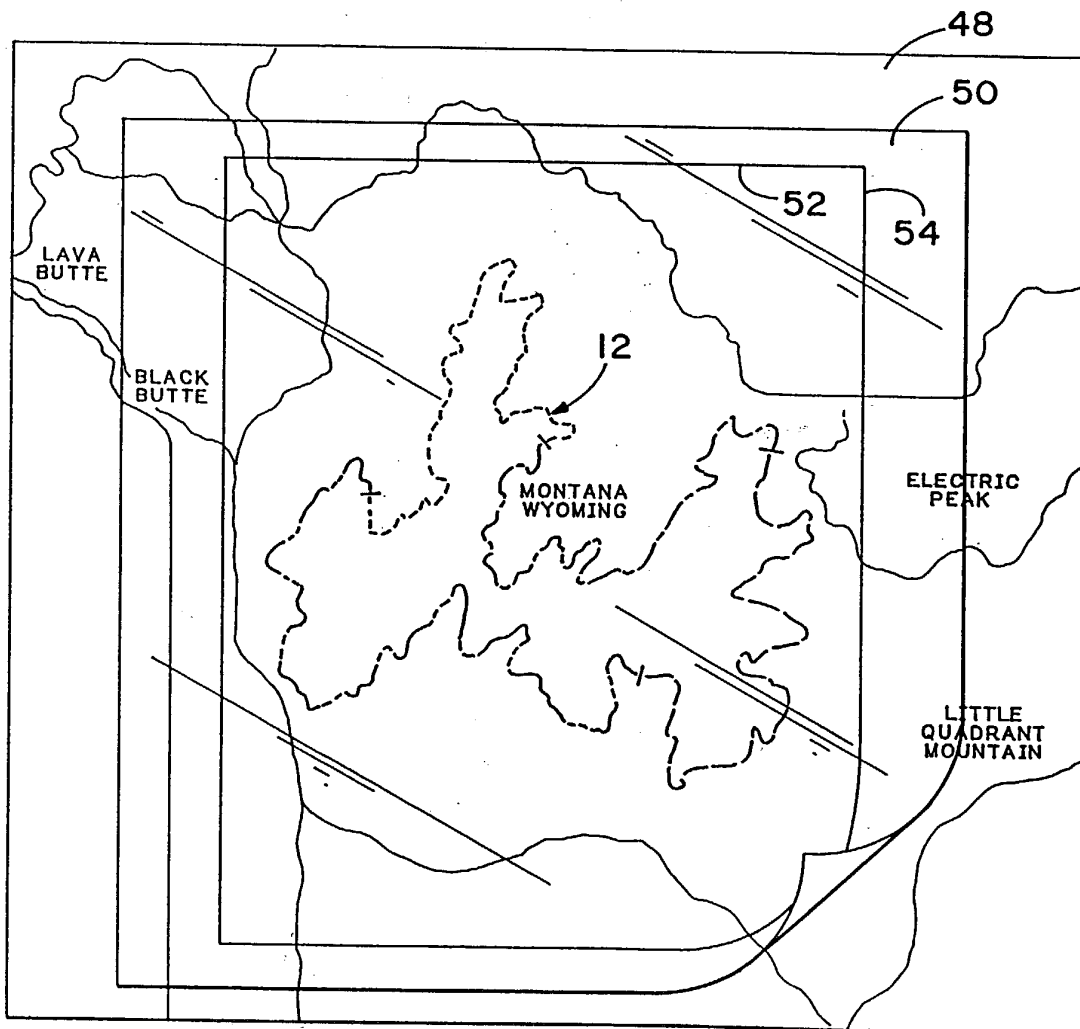 48
50
52
54
LAVA
BUTTE
12
BLACK
BUTTE
MONTANA
WYOMING
ELECTRIC
PEAK
LITTLE
QUADRANT
MOUNTAIN